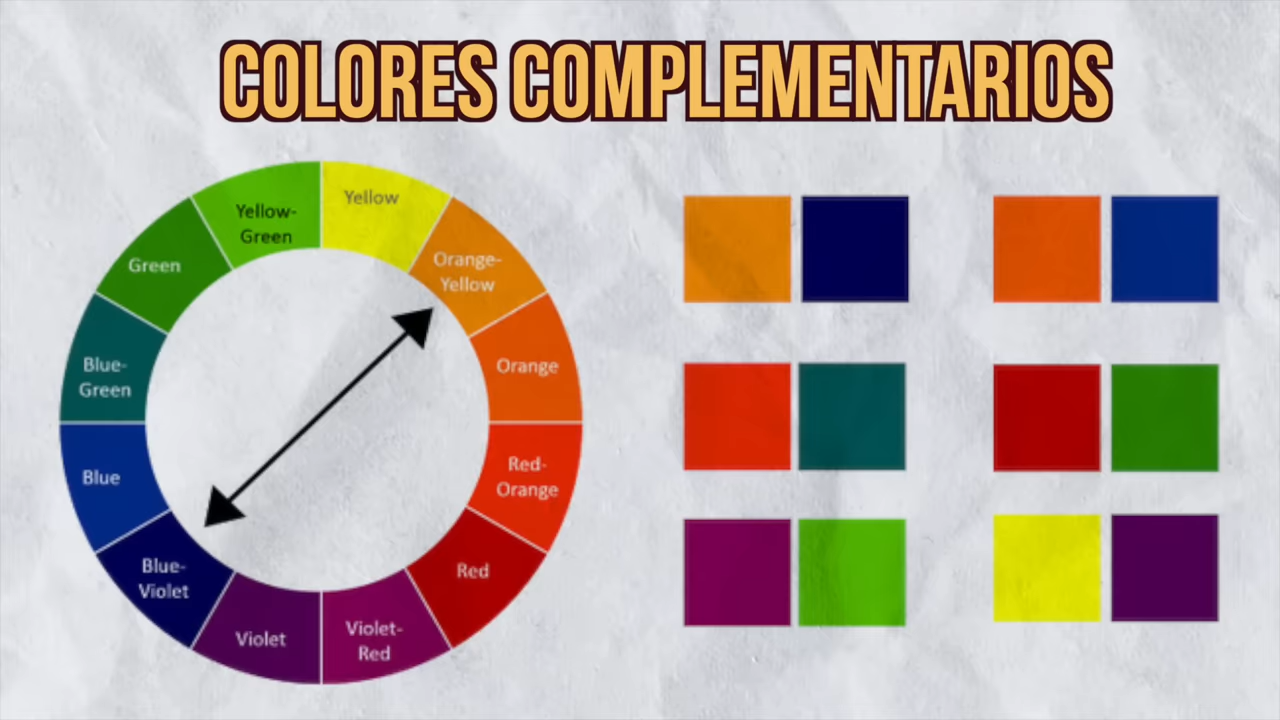 COLORES COMPLEMENTARIOS
Yellow
Yellow-
Green
Orange-
Yellow
Green
Orange
Blue-
Green
Red-
Orange
Blue
Red
Blue-
Violet
Violet-
Red
Violet